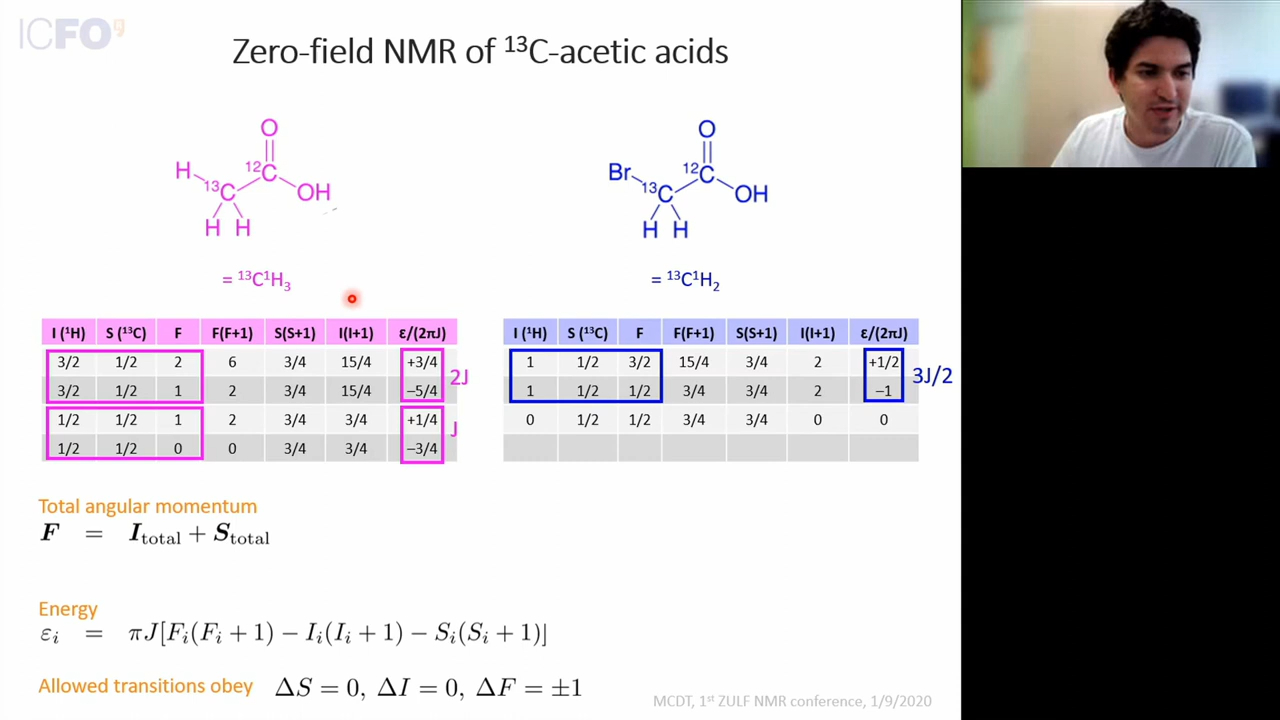 ICFO
Zero-field NMR of ¹³C-acetic acids
O
H
¹³C
¹²C
OH
H H
O
Br
¹³C
¹²C
OH
H H
= ¹³C¹H₃
= ¹³C¹H₂
I (¹H) S (¹³C) F F(F+1) S(S+1) I(I+1) ε/(2πJ)
3/2 1/2 2 6 3/4 15/4 +3/4
3/2 1/2 1 2 3/4 15/4 –5/4
2J
1/2 1/2 1 2 3/4 3/4 +1/4
1/2 1/2 0 0 3/4 3/4 –3/4
J
I (¹H) S (¹³C) F F(F+1) S(S+1) I(I+1) ε/(2πJ)
1 1/2 3/2 15/4 3/4 2 +1/2
1 1/2 1/2 3/4 3/4 2 –1
3J/2
0 1/2 1/2 3/4 3/4 0 0
Total angular momentum
F = I_total + S_total
Energy
ε_i = πJ[F_i(F_i + 1) − I_i(I_i + 1) − S_i(S_i + 1)]
Allowed transitions obey ΔS = 0, ΔI = 0, ΔF = ±1
MCDT, 1st ZULF NMR conference, 1/9/2020